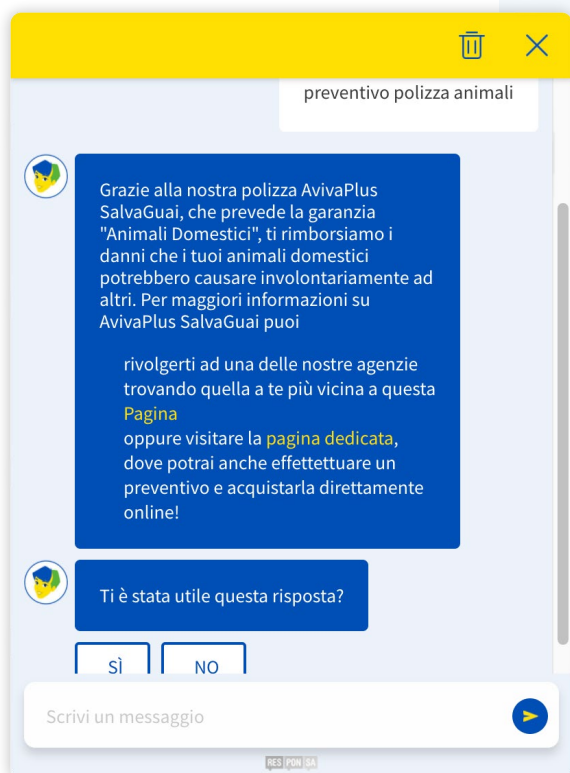 preventivo polizza animali
Grazie alla nostra polizza AvivaPlus
SalvaGuai, che prevede la garanzia
"Animali Domestici", ti rimborsiamo i
danni che i tuoi animali domestici
potrebbero causare involontariamente ad
altri. Per maggiori informazioni su
AvivaPlus SalvaGuai puoi
rivolgerti ad una delle nostre agenzie
trovando quella a te più vicina a questa
Pagina
oppure visitare la pagina dedicata,
dove potrai anche effettettuare un
preventivo e acquistarla direttamente
online!
Ti è stata utile questa risposta?
SÌ NO
Scrivi un messaggio
RES PON SA